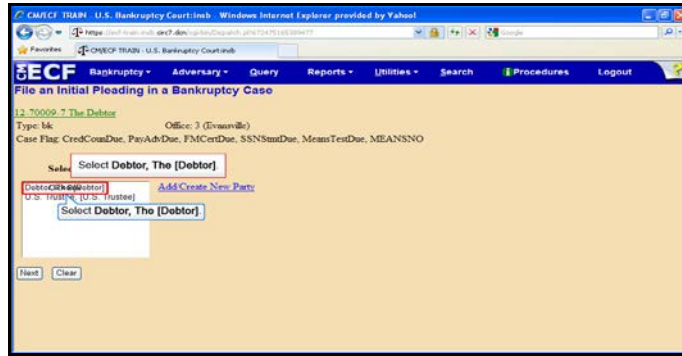 CM/ECF TRAIN - U.S. Bankruptcy Court:insb - Windows Internet Explorer provided by Yahoo!
Google
Favorites CM/ECF TRAIN - U.S. Bankruptcy Court:insb
ECF Bankruptcy Adversary Query Reports Utilities Search Procedures Logout
File an Initial Pleading in a Bankruptcy Case
12-70009-7 The Debtor
Type: bk Office: 3 (Evansville)
Case Flag: CredCounDue, PayAdvDue, FMCertDue, SSNStmtDue, MeansTestDue, MEANSNO
Select Debtor, The [Debtor].
Add/Create New Party
U.S. Trustee, [U.S. Trustee]
Select Debtor, The [Debtor].
Next Clear